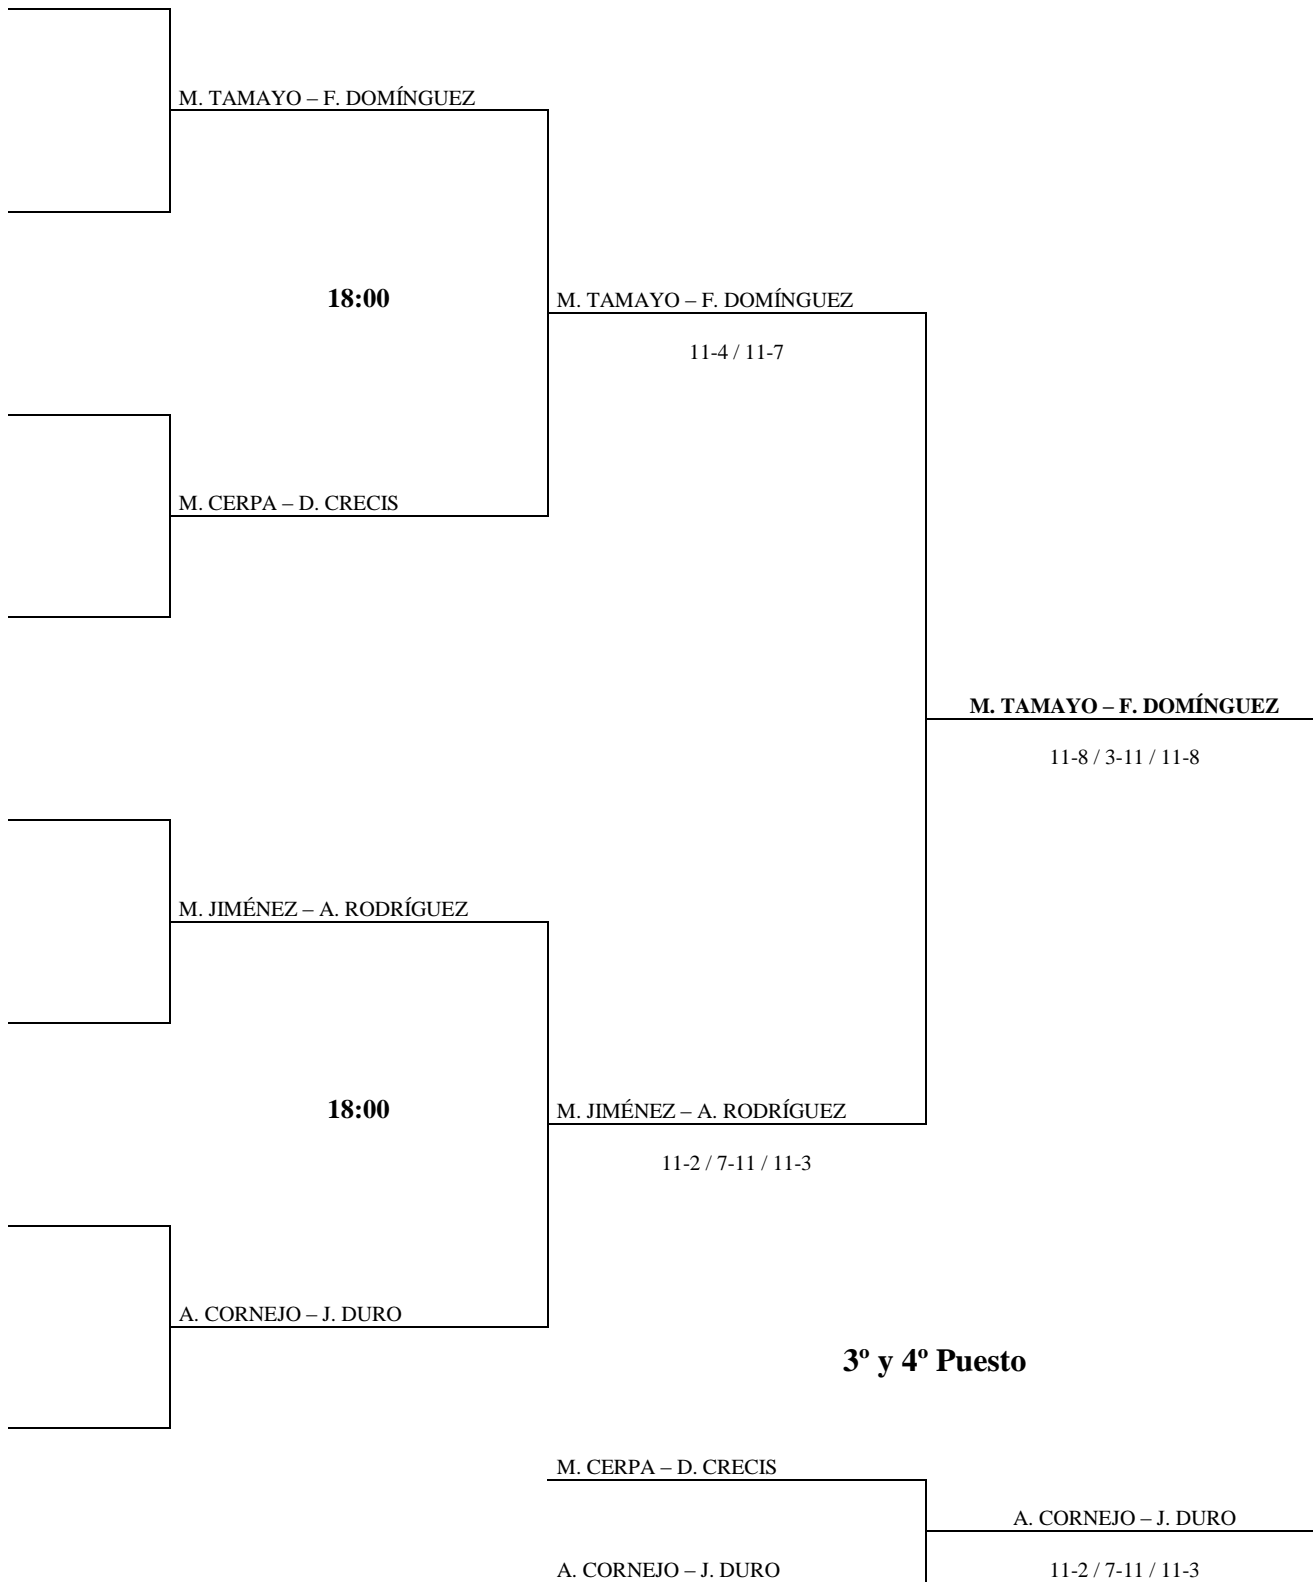 M. TAMAYO – F. DOMÍNGUEZ
18:00
M. TAMAYO – F. DOMÍNGUEZ
11-4 / 11-7
M. CERPA – D. CRECIS
M. TAMAYO – F. DOMÍNGUEZ
11-8 / 3-11 / 11-8
M. JIMÉNEZ – A. RODRÍGUEZ
18:00
M. JIMÉNEZ – A. RODRÍGUEZ
11-2 / 7-11 / 11-3
A. CORNEJO – J. DURO
3º y 4º Puesto
M. CERPA – D. CRECIS
A. CORNEJO – J. DURO
A. CORNEJO – J. DURO
11-2 / 7-11 / 11-3